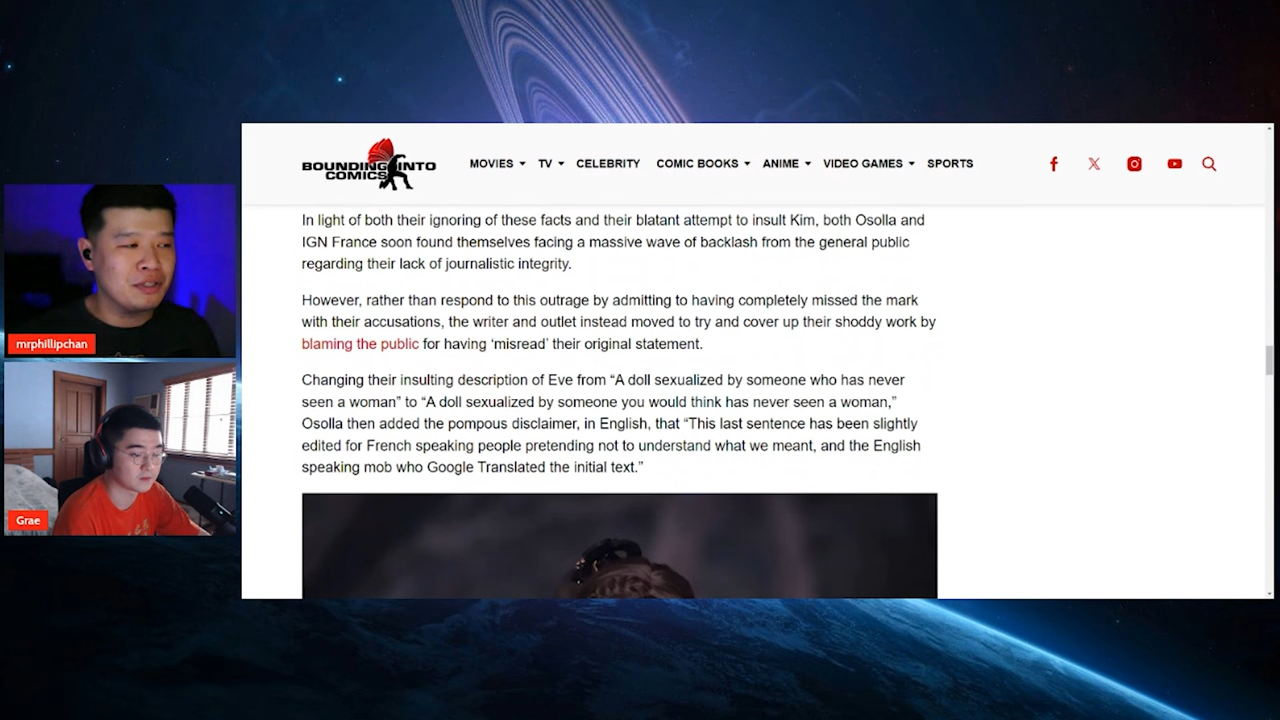 BOUNDING INTO
COMICS
MOVIES TV CELEBRITY COMIC BOOKS ANIME VIDEO GAMES SPORTS
In light of both their ignoring of these facts and their blatant attempt to insult Kim, both Osolla and
IGN France soon found themselves facing a massive wave of backlash from the general public
regarding their lack of journalistic integrity.
However, rather than respond to this outrage by admitting to having completely missed the mark
with their accusations, the writer and outlet instead moved to try and cover up their shoddy work by
blaming the public for having ‘misread’ their original statement.
Changing their insulting description of Eve from “A doll sexualized by someone who has never
seen a woman” to “A doll sexualized by someone you would think has never seen a woman,”
Osolla then added the pompous disclaimer, in English, that “This last sentence has been slightly
edited for French speaking people pretending not to understand what we meant, and the English
speaking mob who Google Translated the initial text.”
mrphillipchan
Grae